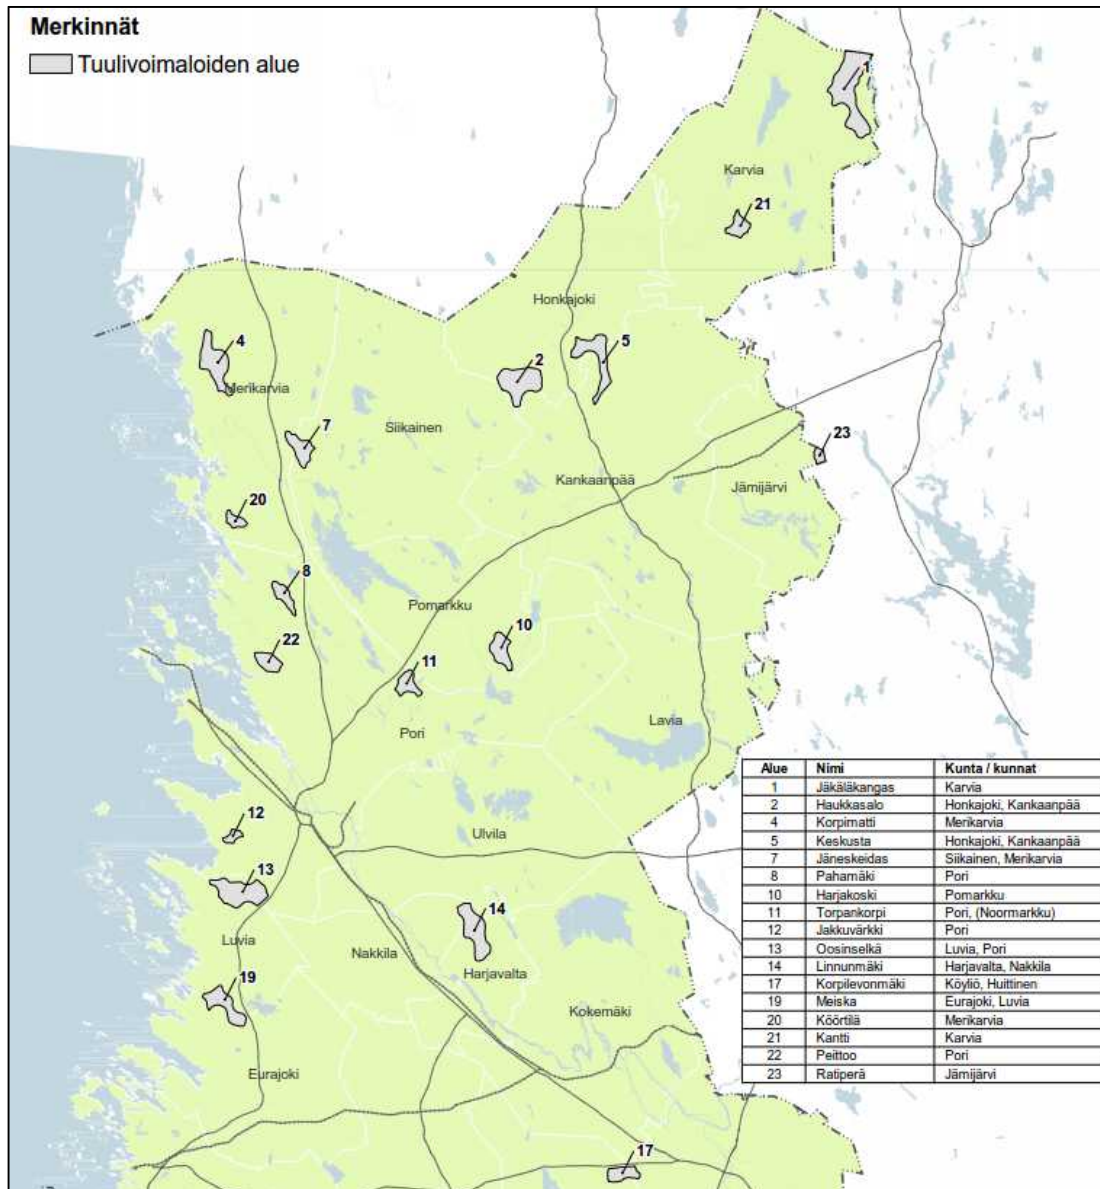 Merkinnät
Tuulivoimaloiden alue
1
Karvia
21
Honkajoki
4
2
5
Merikarvia
7
Siikainen
23
Kankaanpää
Jämijärvi
20
8
Pomarkku
10
22
11
Lavia
Pori
12
Ulvila
13
14
Luvia
Nakkila
Harjavalta
19
Kokemäki
Eurajoki
17
Alue Nimi Kunta / kunnat
1 Jäkäläkangas Karvia
2 Haukkasalo Honkajoki, Kankaanpää
4 Korpimatti Merikarvia
5 Keskusta Honkajoki, Kankaanpää
7 Jäneskeidas Siikainen, Merikarvia
8 Pahamäki Pori
10 Harjakoski Pomarkku
11 Torpankorpi Pori, (Noormarkku)
12 Jakkuvärkki Pori
13 Oosinselkä Luvia, Pori
14 Linnunmäki Harjavalta, Nakkila
17 Korpilevonmäki Köyliö, Huittinen
19 Meiska Eurajoki, Luvia
20 Köörtilä Merikarvia
21 Kantti Karvia
22 Peittoo Pori
23 Ratiperä Jämijärvi